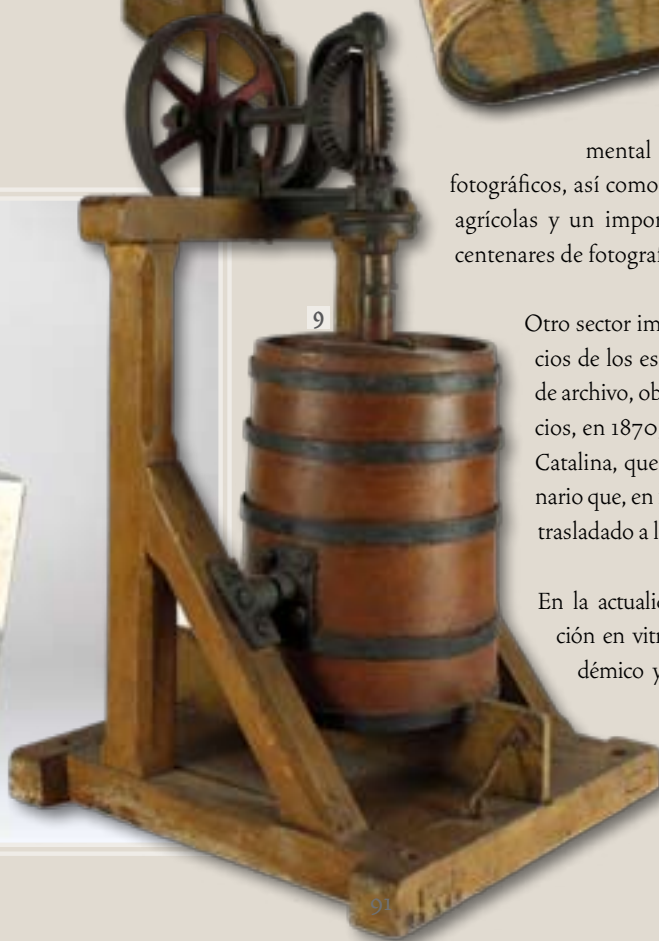 mental
fotográficos, así como
agrícolas y un impor
centenares de fotograf
9
Otro sector im
cios de los es
de archivo, ob
cios, en 1870
Catalina, que
nario que, en
trasladado a l
En la actualid
ción en vitr
démico y
91